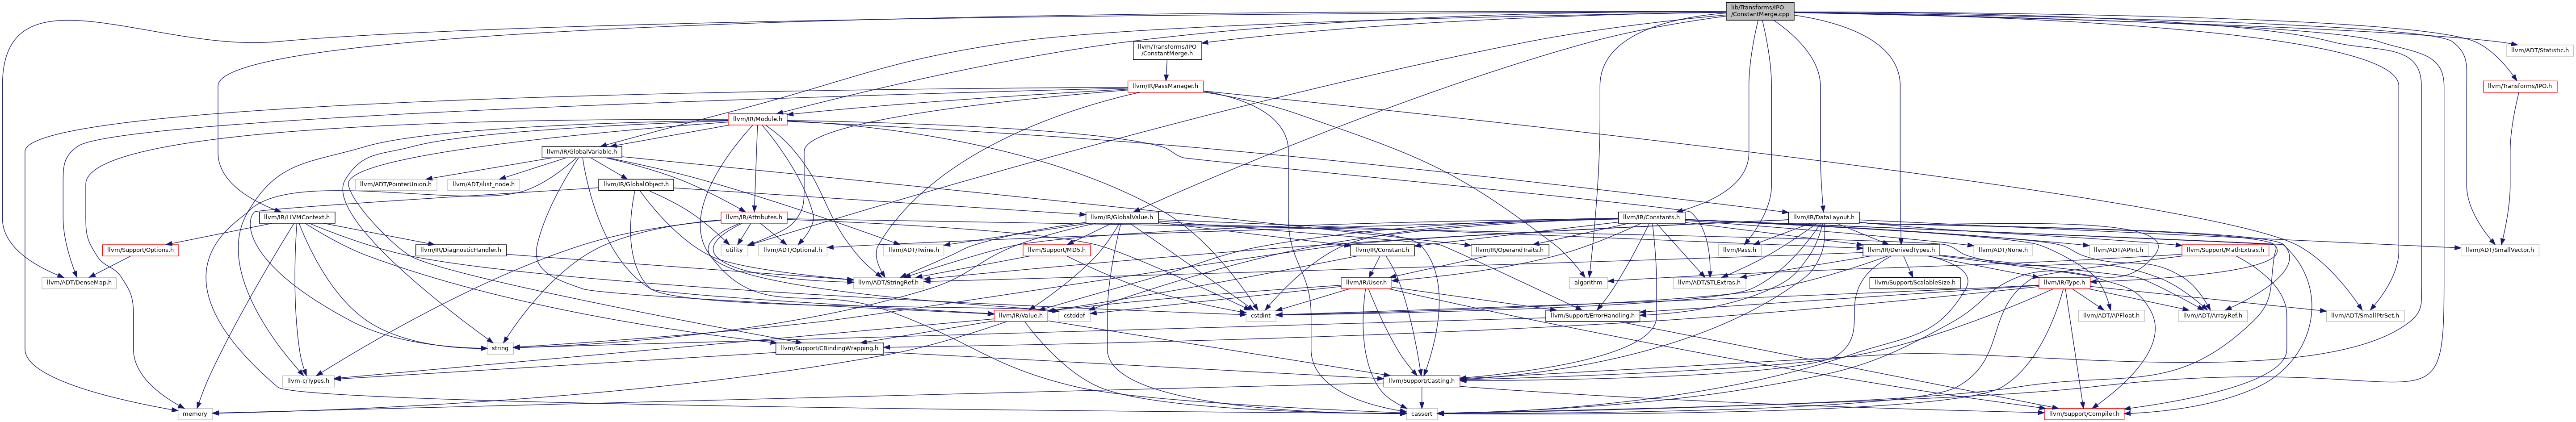 lib/Transforms/IPO
/ConstantMerge.cpp
llvm/Transforms/IPO
/ConstantMerge.h
llvm/ADT/Statistic.h
llvm/IR/PassManager.h
llvm/Transforms/IPO.h
llvm/IR/Module.h
llvm/IR/GlobalVariable.h
llvm/ADT/PointerUnion.h
llvm/ADT/ilist_node.h
llvm/IR/GlobalObject.h
llvm/IR/LLVMContext.h
llvm/IR/Attributes.h
llvm/IR/GlobalValue.h
llvm/IR/Constants.h
llvm/IR/DataLayout.h
llvm/Support/Options.h
llvm/IR/DiagnosticHandler.h
utility
llvm/ADT/Optional.h
llvm/ADT/Twine.h
llvm/Support/MD5.h
llvm/IR/Constant.h
llvm/IR/OperandTraits.h
llvm/Pass.h
llvm/IR/DerivedTypes.h
llvm/ADT/None.h
llvm/ADT/APInt.h
llvm/Support/MathExtras.h
llvm/ADT/SmallVector.h
llvm/ADT/DenseMap.h
llvm/ADT/StringRef.h
llvm/IR/User.h
algorithm
llvm/ADT/STLExtras.h
llvm/Support/ScalableSize.h
llvm/IR/Type.h
llvm/IR/Value.h
cstddef
cstdint
llvm/Support/ErrorHandling.h
llvm/ADT/APFloat.h
llvm/ADT/ArrayRef.h
llvm/ADT/SmallPtrSet.h
string
llvm/Support/CBindingWrapping.h
llvm-c/Types.h
llvm/Support/Casting.h
memory
cassert
llvm/Support/Compiler.h